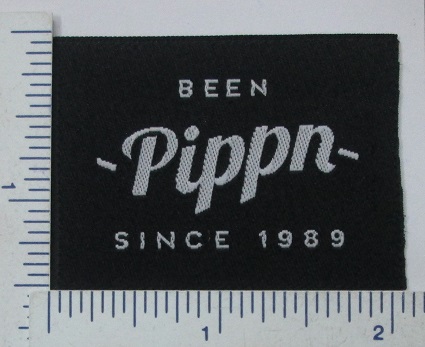 BEEN
-Pippn-
SINCE 1989
1
1
2